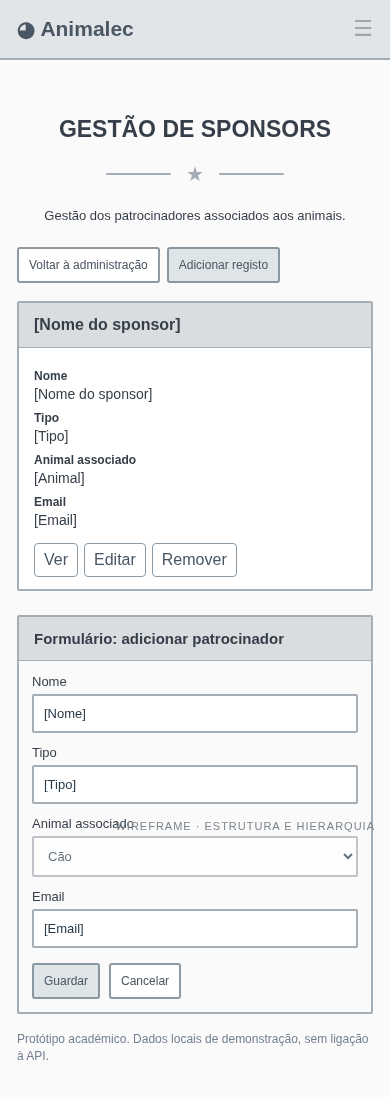 Animalec
GESTÃO DE SPONSORS
Gestão dos patrocinadores associados aos animais.
Voltar à administração
Adicionar registo
[Nome do sponsor]
Nome
[Nome do sponsor]
Tipo
[Tipo]
Animal associado
[Animal]
Email
[Email]
Ver
Editar
Remover
Formulário: adicionar patrocinador
Nome
[Nome]
Tipo
[Tipo]
Animal associado
WIREFRAME · ESTRUTURA E HIERARQUIA
Cão
Email
[Email]
Guardar
Cancelar
Protótipo académico. Dados locais de demonstração, sem ligação
à API.